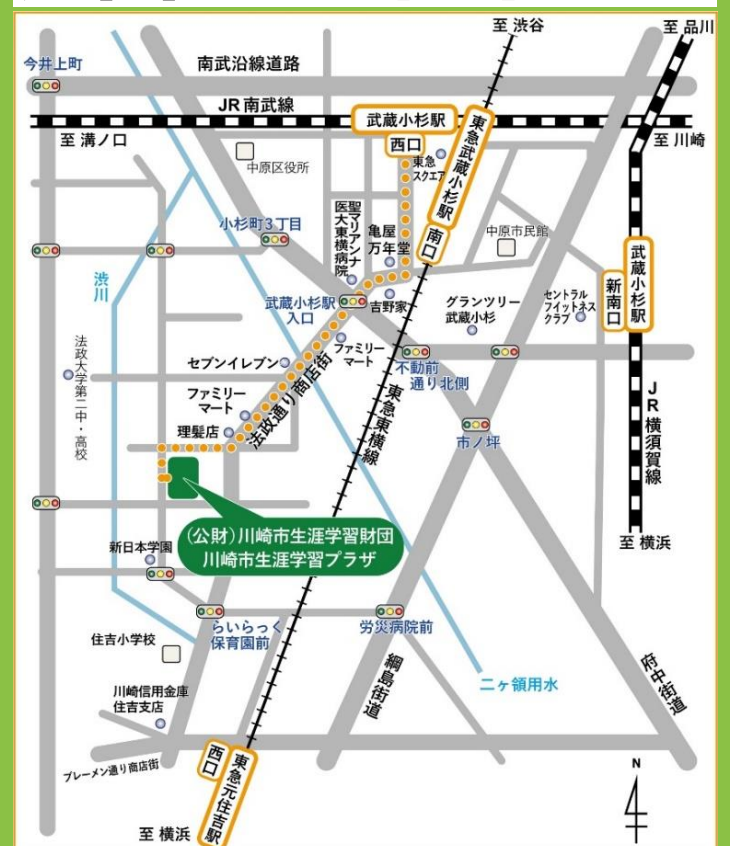 至 渋谷
至 品川
今井上町
南武沿線道路
JR 南武線
武蔵小杉駅
西口
至 溝ノ口
至 川崎
東急武蔵小杉駅
南口
東急
スクエア
中原区役所
小杉町3丁目
聖マリアンナ
医大東横病院
亀屋
万年堂
中原市民館
武蔵小杉駅
新南口
渋川
武蔵小杉駅
入口
吉野家
グランツリー
武蔵小杉
セントラル
フイットネス
クラブ
法政大学第二中・高校
セブンイレブン
ファミリー
マート
不動前
通り北側
ファミリー
マート
法政通り商店街
東急東横線
JR横須賀線
理髪店
市ノ坪
(公財)川崎市生涯学習財団
川崎市生涯学習プラザ
至 横浜
新日本学園
らいらっく
保育園前
労災病院前
住吉小学校
綱島街道
二ヶ領用水
府中街道
川崎信用金庫
住吉支店
ブレーメン通り商店街
西口
東急元住吉駅
至 横浜
N